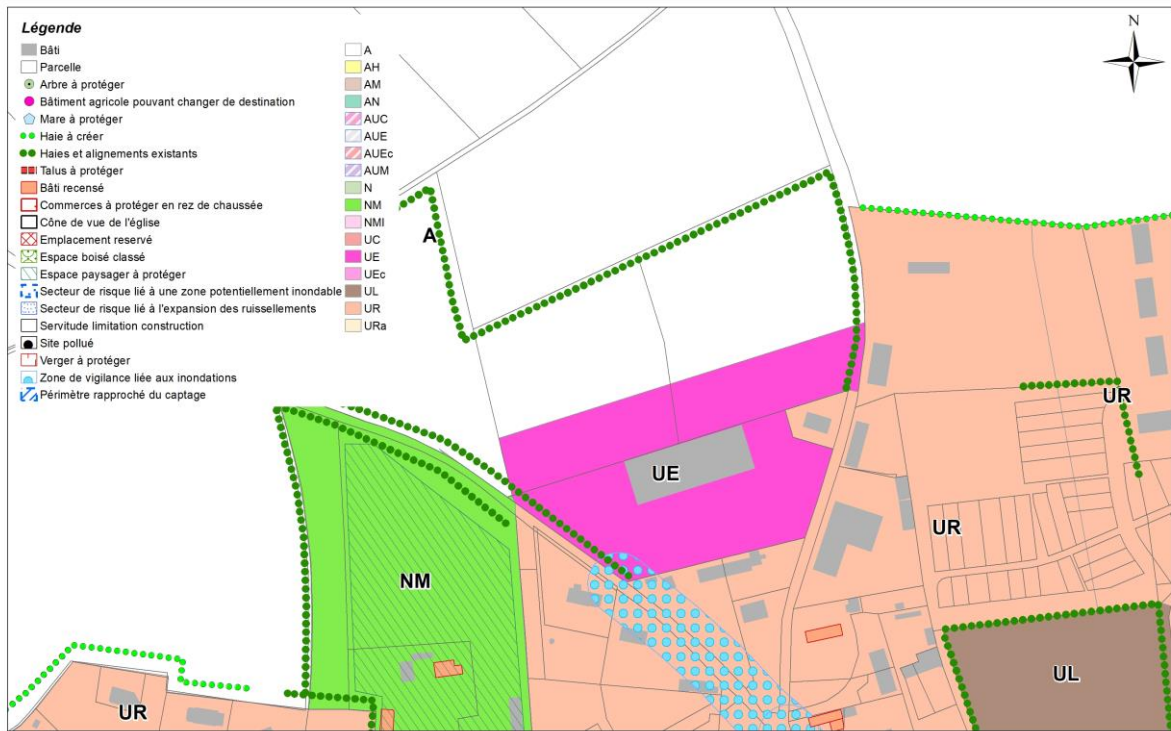 Légende
Bâti
Parcelle
Arbre à protéger
Bâtiment agricole pouvant changer de destination
Mare à protéger
Haie à créer
Haies et alignements existants
Talus à protéger
Bâti recensé
Commerces à protéger en rez de chaussée
Cône de vue de l'église
Emplacement reservé
Espace boisé classé
Espace paysager à protéger
Secteur de risque lié à une zone potentiellement inondable
Secteur de risque lié à l'expansion des ruissellements
Servitude limitation construction
Site pollué
Verger à protéger
Zone de vigilance liée aux inondations
Périmètre rapproché du captage
A
AH
AM
AN
AUC
AUE
AUEc
AUM
N
NM
NMI
UC
UE
UEc
UL
UR
URa
N
A
UR
UE
UR
NM
UL
UR